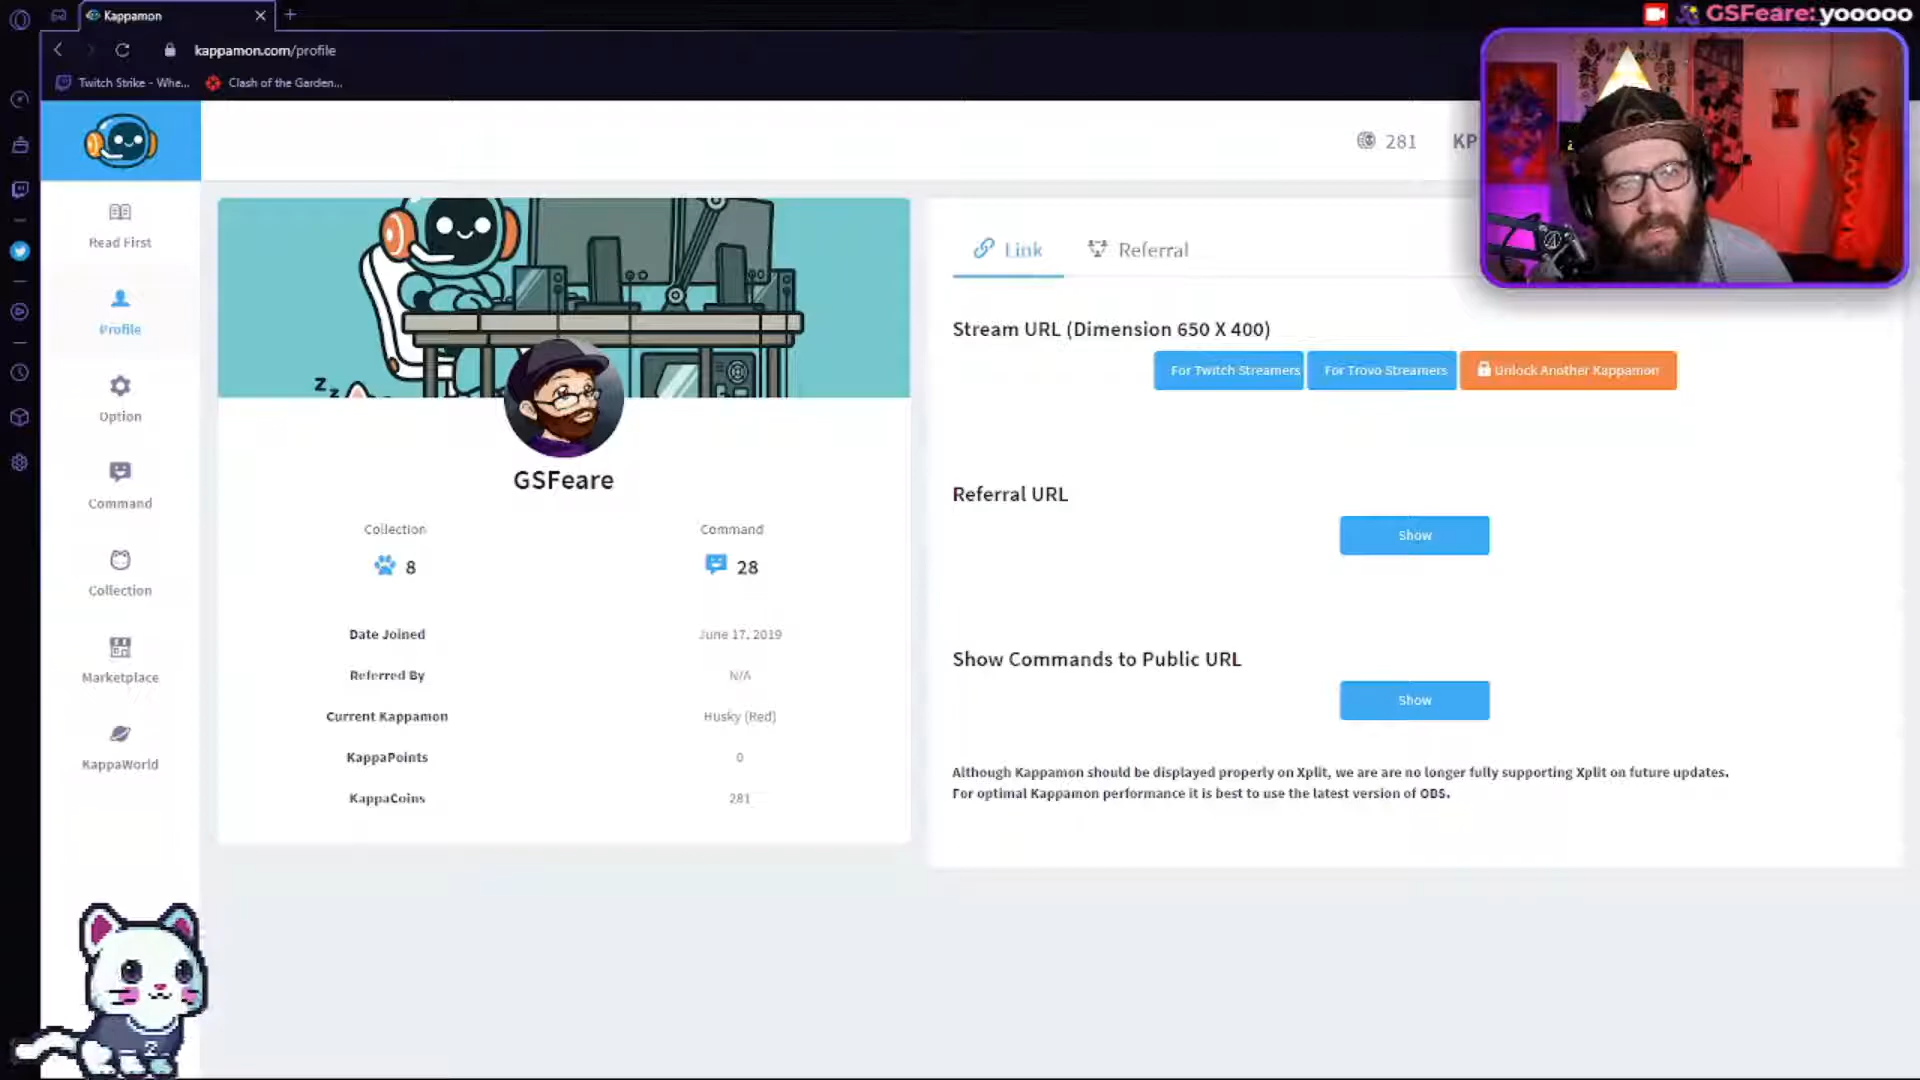 Kappamon
GSFeare: yooooo
kappamon.com/profile
Twitch Strike - Whe...
Clash of the Garden...
281
KP
Read First
Profile
Option
Command
Collection
Marketplace
KappaWorld
z
z
GSFeare
Collection
Command
8
28
Date Joined
June 17, 2019
Referred By
N/A
Current Kappamon
Husky (Red)
KappaPoints
0
KappaCoins
281
Link
Referral
Stream URL (Dimension 650 X 400)
For Twitch Streamers
For Trovo Streamers
Unlock Another Kappamon
Referral URL
Show
Show Commands to Public URL
Show
Although Kappamon should be displayed properly on Xplit, we are are no longer fully supporting Xplit on future updates.
For optimal Kappamon performance it is best to use the latest version of OBS.
2